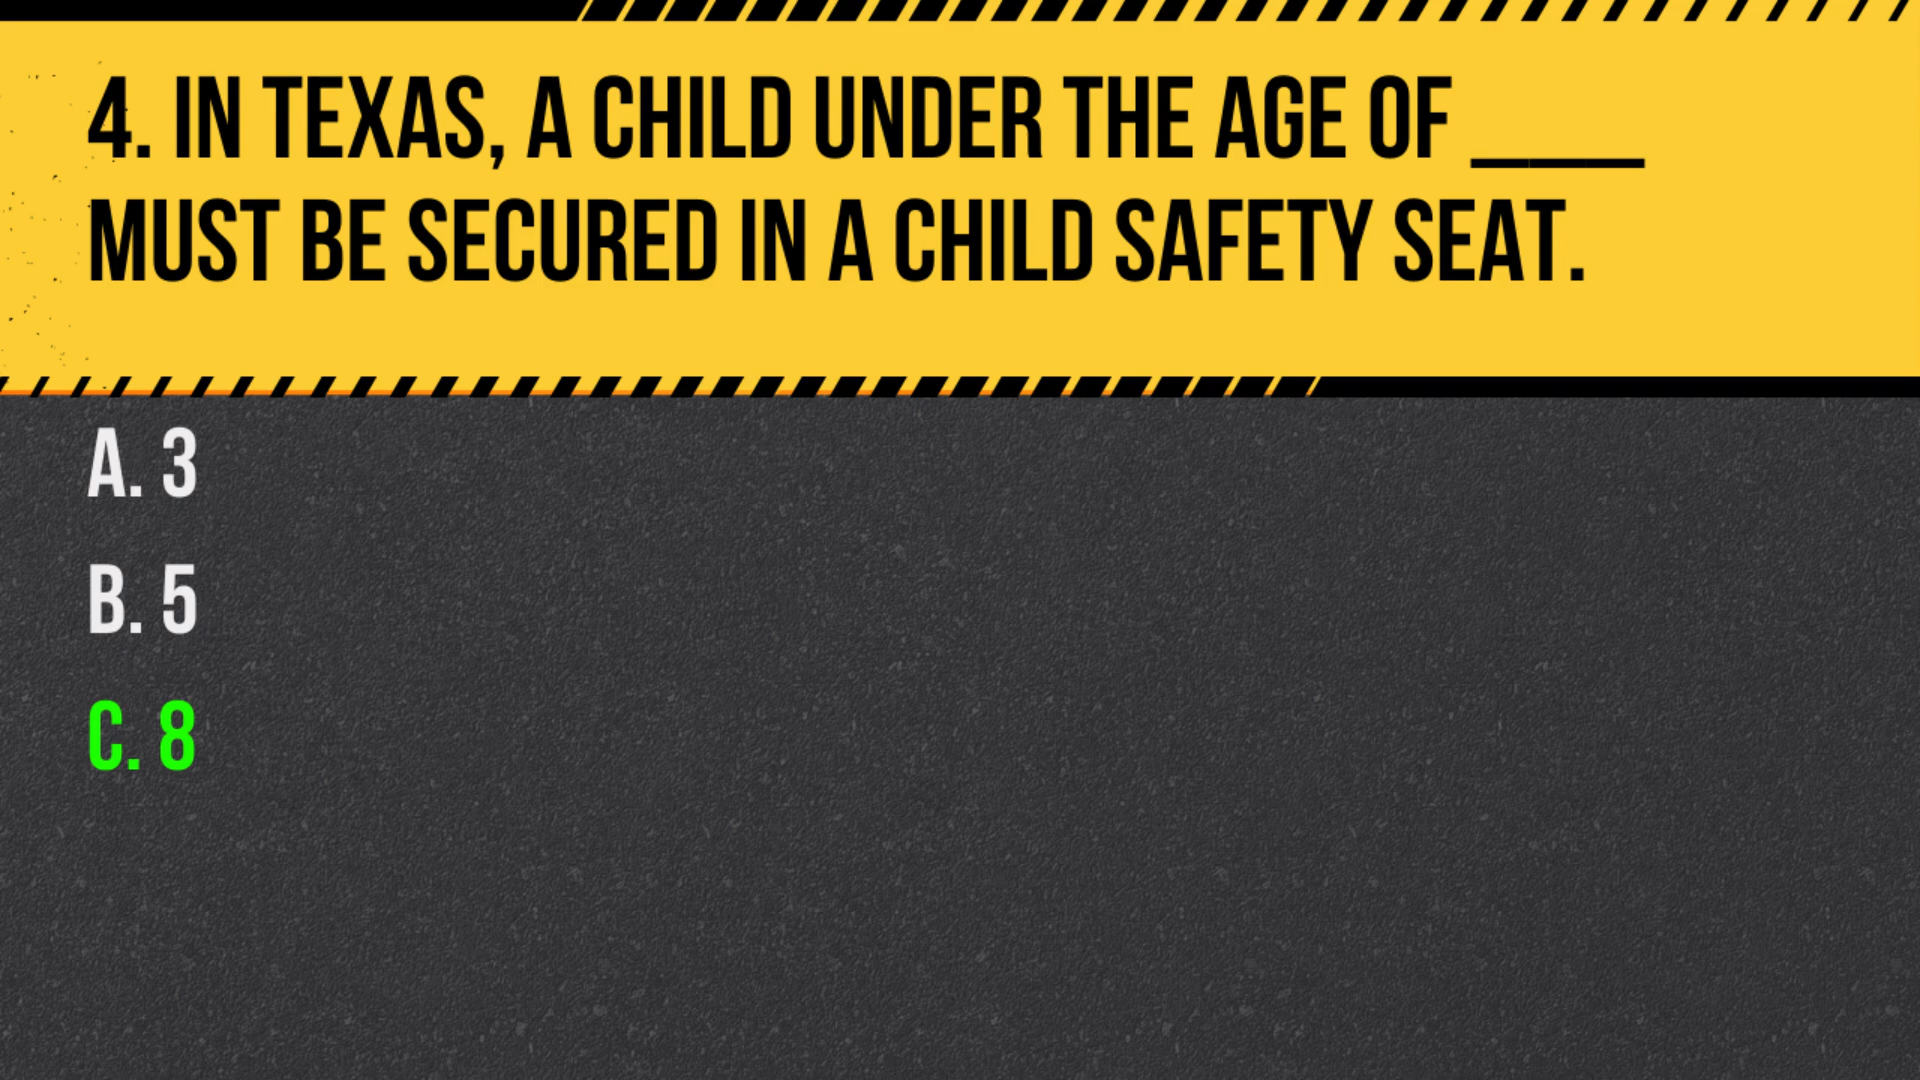 4. IN TEXAS, A CHILD UNDER THE AGE OF ____
MUST BE SECURED IN A CHILD SAFETY SEAT.
A. 3
B. 5
C. 8